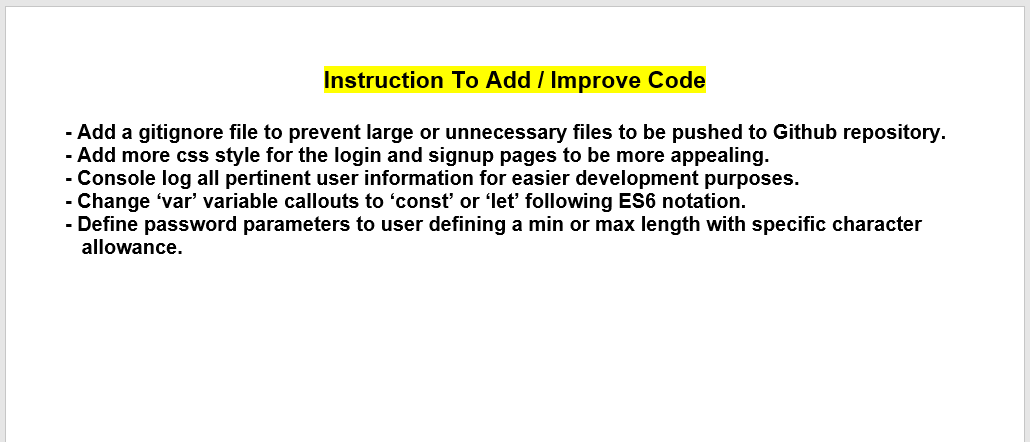 Instruction To Add / Improve Code
- Add a gitignore file to prevent large or unnecessary files to be pushed to Github repository.
- Add more css style for the login and signup pages to be more appealing.
- Console log all pertinent user information for easier development purposes.
- Change ‘var’ variable callouts to ‘const’ or ‘let’ following ES6 notation.
- Define password parameters to user defining a min or max length with specific character
allowance.